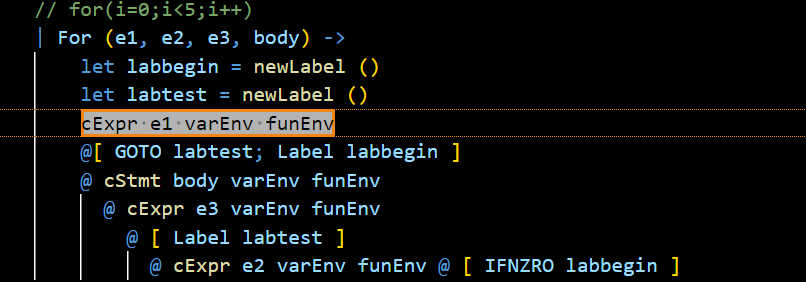 // for(i=0;i<5;i++)
| For (e1, e2, e3, body) ->
let labbegin = newLabel ()
let labtest = newLabel ()
cExpr e1 varEnv funEnv
@[ GOTO labtest; Label labbegin ]
@ cStmt body varEnv funEnv
@ cExpr e3 varEnv funEnv
@ [ Label labtest ]
@ cExpr e2 varEnv funEnv @ [ IFNZRO labbegin ]